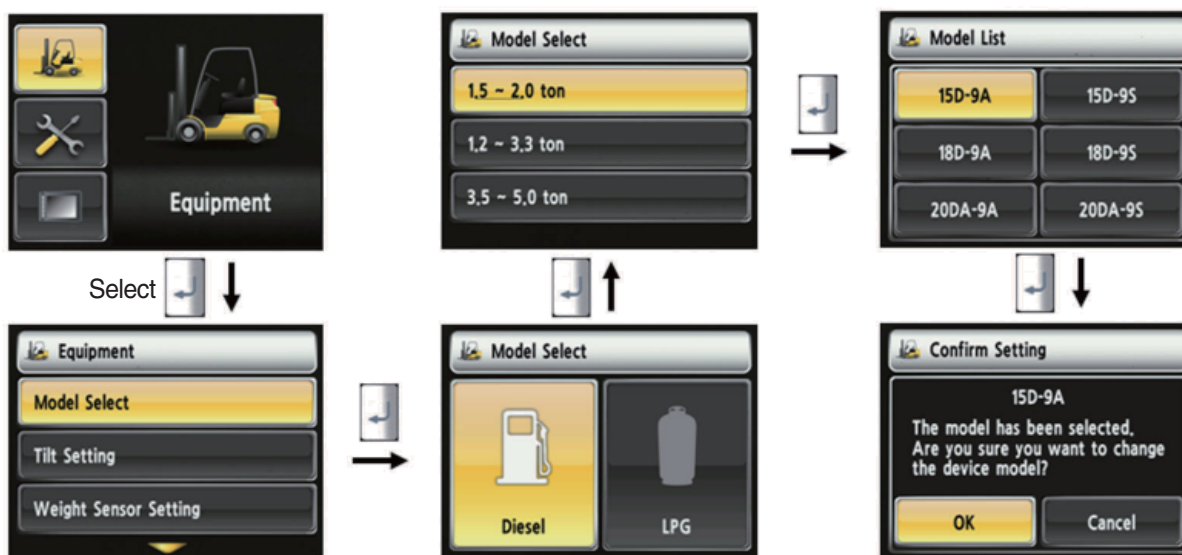 Equipment
Select
Equipment
Model Select
Tilt Setting
Weight Sensor Setting
Model Select
Diesel
LPG
Model Select
1.5 ~ 2.0 ton
1.2 ~ 3.3 ton
3.5 ~ 5.0 ton
Model List
15D-9A
15D-9S
18D-9A
18D-9S
20DA-9A
20DA-9S
Confirm Setting
15D-9A
The model has been selected.
Are you sure you want to change
the device model?
OK
Cancel